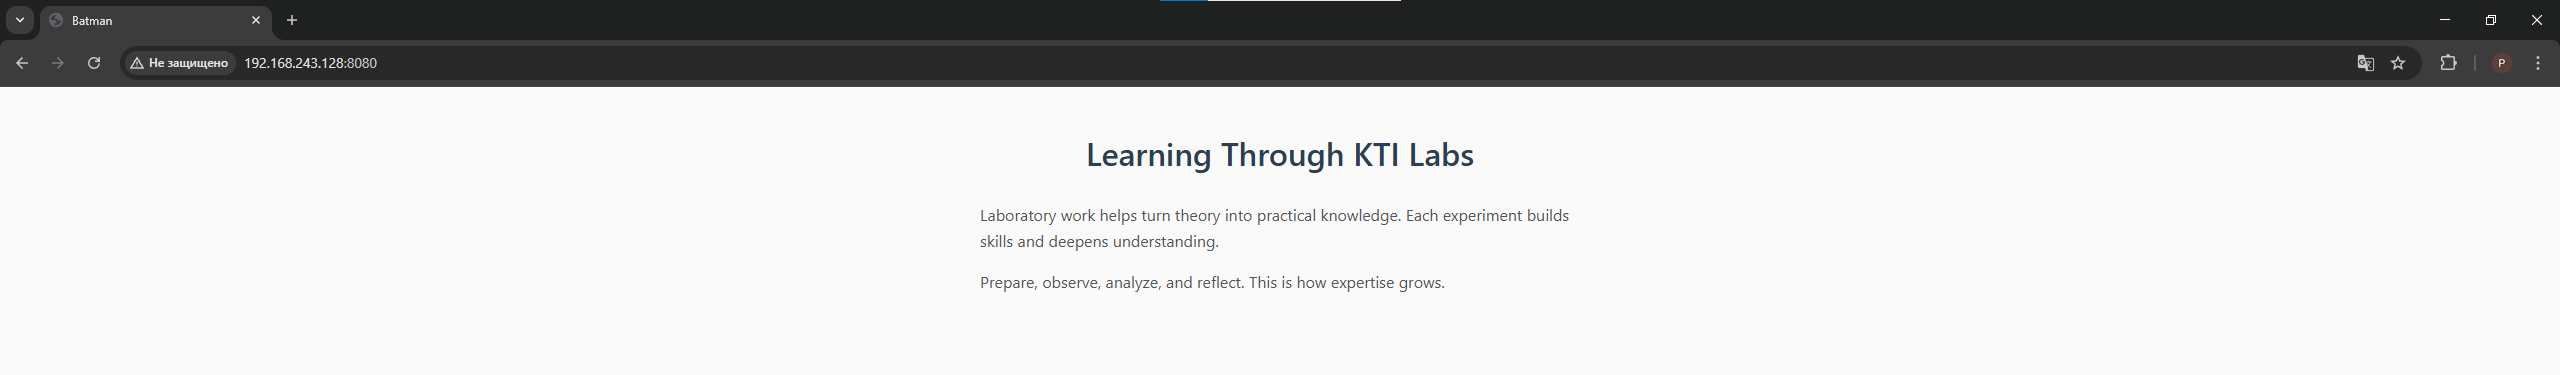 Batman
Не защищено 192.168.243.128:8080
P
Learning Through KTI Labs
Laboratory work helps turn theory into practical knowledge. Each experiment builds
skills and deepens understanding.
Prepare, observe, analyze, and reflect. This is how expertise grows.